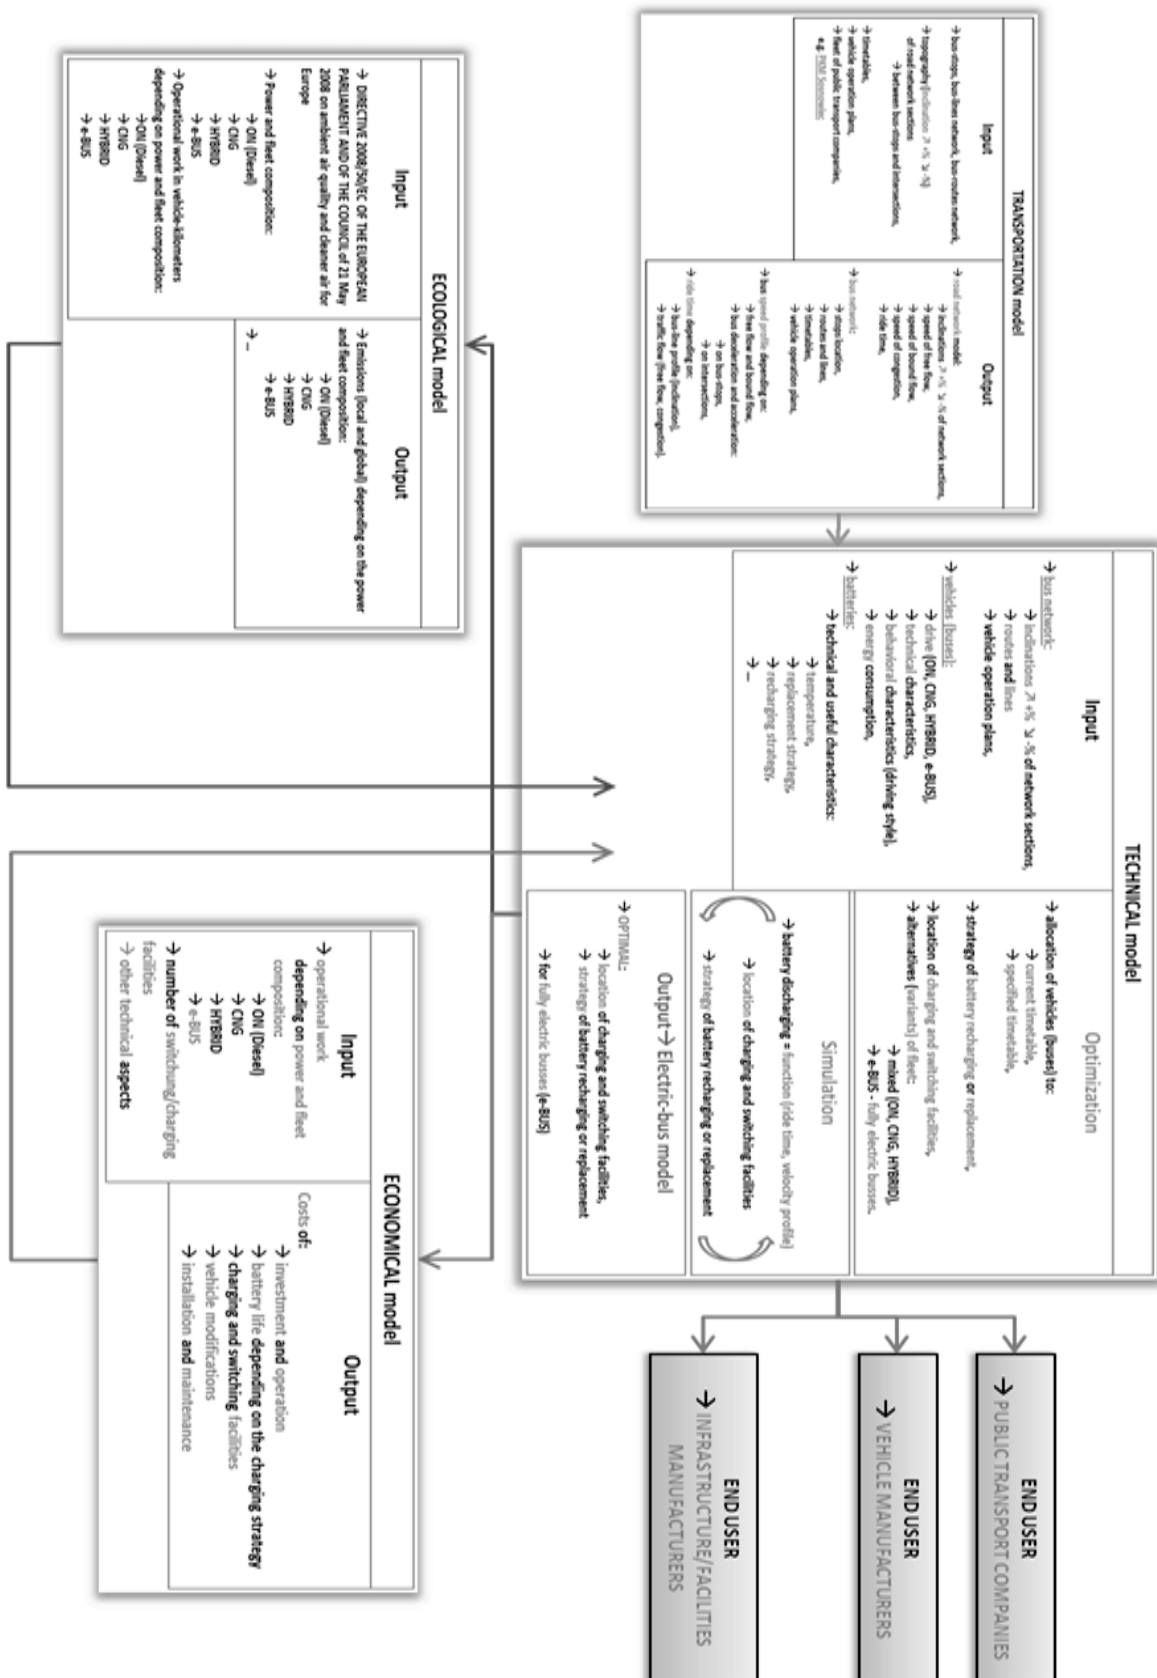 TRANSPORTATION model
Input
→ bus-stops, bus-lines network, bus-routes network,
→ topography (inclination ↗ +% ↘ -%)
of road network sections
→ between bus-stops and intersections,
→ timetables,
→ vehicle operation plans,
→ fleet of public transport companies,
e.g. PKM Sosnowiec
Output
→ road network model:
→ inclinations ↗ +% ↘ -% of network sections,
→ speed of free flow,
→ speed of bound flow,
→ speed of congestion,
→ ride time,
→ bus network:
→ stops location,
→ routes and lines,
→ timetables,
→ vehicle operation plans,
→ bus speed profile depending on:
→ free flow and bound flow,
→ bus deceleration and acceleration:
→ on bus-stops,
→ on intersections,
→ ride time depending on:
→ bus-line profile (inclination),
→ traffic flow (free flow, congestion).
TECHNICAL model
Input
→ bus network:
→ inclinations ↗ +% ↘ -% of network sections,
→ routes and lines
→ vehicle operation plans,
→ vehicles (buses):
→ drive (ON, CNG, HYBRID, e-BUS),
→ technical characteristics,
→ behavioral characteristics (driving style),
→ energy consumption,
→ batteries:
→ technical and useful characteristics:
→ temperature,
→ replacement strategy,
→ recharging strategy,
→ ...
Optimization
→ allocation of vehicles (buses) to:
→ current timetable,
→ specified timetable,
→ strategy of battery recharging or replacement,
→ location of charging and switching facilities,
→ alternatives (variants) of fleet:
→ mixed (ON, CNG, HYBRID),
→ e-BUS - fully electric busses.
Simulation
→ battery discharging = function (ride time, velocity profile)
→ location of charging and switching facilities
→ strategy of battery recharging or replacement
Output → Electric-bus model
→ OPTIMAL:
→ location of charging and switching facilities,
→ strategy of battery recharging or replacement
→ for fully electric busses (e-BUS)
END USER
→ PUBLIC TRANSPORT COMPANIES
END USER
→ VEHICLE MANUFACTURERS
END USER
→ INFRASTRUCTURE/FACILITIES
MANUFACTURERS
ECOLOGICAL model
Input
→ DIRECTIVE 2008/50/EC OF THE EUROPEAN
PARLIAMENT AND OF THE COUNCIL of 21 May
2008 on ambient air quality and cleaner air for
Europe
→ Power and fleet composition:
→ ON (Diesel)
→ CNG
→ HYBRID
→ e-BUS
→ Operational work in vehicle-kilometers
depending on power and fleet composition:
→ON (Diesel)
→ CNG
→ HYBRID
→ e-BUS
Output
→ Emissions (local and global) depending on the power
and fleet composition:
→ ON (Diesel)
→ CNG
→ HYBRID
→ e-BUS
→ ...
ECONOMICAL model
Input
→ operational work
depending on power and fleet
composition:
→ ON (Diesel)
→ CNG
→ HYBRID
→ e-BUS
→ number of switchung/charging
facilities
→ other technical aspects
Output
Costs of:
→ investment and operation
→ battery life depending on the charging strategy
→ charging and switching facilities
→ vehicle modifications
→ installation and maintenance